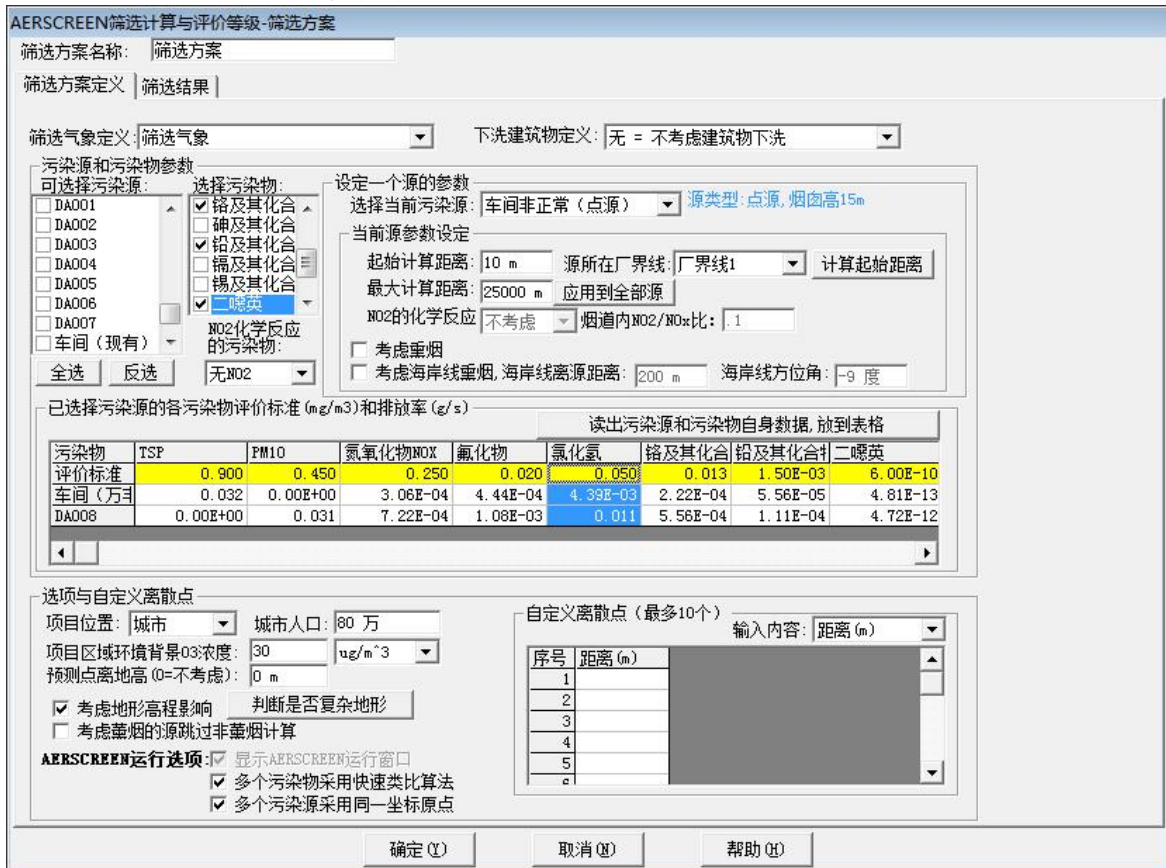 AERSCREEN筛选计算与评价等级-筛选方案
筛选方案名称: 筛选方案
筛选方案定义 筛选结果
筛选气象定义: 筛选气象 下洗建筑物定义: 无 = 不考虑建筑物下洗
污染源和污染物参数
可选择污染源:
DA001
DA002
DA003
DA004
DA005
DA006
DA007
车间（现有）
全选 反选
选择污染物:
铬及其化合
砷及其化合
铅及其化合
镉及其化合
锡及其化合
二噁英
NO2化学反应
的污染物:
无NO2
设定一个源的参数
选择当前污染源: 车间非正常（点源） 源类型:点源,烟囱高15m
当前源参数设定
起始计算距离: 10 m 源所在厂界线: 厂界线1 计算起始距离
最大计算距离: 25000 m 应用到全部源
NO2的化学反应 不考虑 烟道内NO2/NOx比: .1
考虑重烟
考虑海岸线重烟,海岸线离源距离: 200 m 海岸线方位角: -9 度
已选择污染源的各污染物评价标准(mg/m3)和排放率(g/s)
读出污染源和污染物自身数据,放到表格
污染物 TSP PM10 氮氧化物NOX 氟化物 氯化氢 铬及其化合 铅及其化合 二噁英
评价标准 0.900 0.450 0.250 0.020 0.050 0.013 1.50E-03 6.00E-10
车间（万 0.032 0.00E+00 3.06E-04 4.44E-04 4.39E-03 2.22E-04 5.56E-05 4.81E-13
DA008 0.00E+00 0.031 7.22E-04 1.08E-03 0.011 5.56E-04 1.11E-04 4.72E-12
选项与自定义离散点
项目位置: 城市 城市人口: 80 万
项目区域环境背景O3浓度: 30 ug/m^3
预测点离地高(0=不考虑): 0 m
考虑地形高程影响 判断是否复杂地形
考虑薰烟的源跳过非薰烟计算
AERSCREEN运行选项: 显示AERSCREEN运行窗口
多个污染物采用快速类比算法
多个污染源采用同一坐标原点
自定义离散点（最多10个）
输入内容: 距离(m)
序号 距离(m)
1
2
3
4
5
确定(Y) 取消(N) 帮助(H)